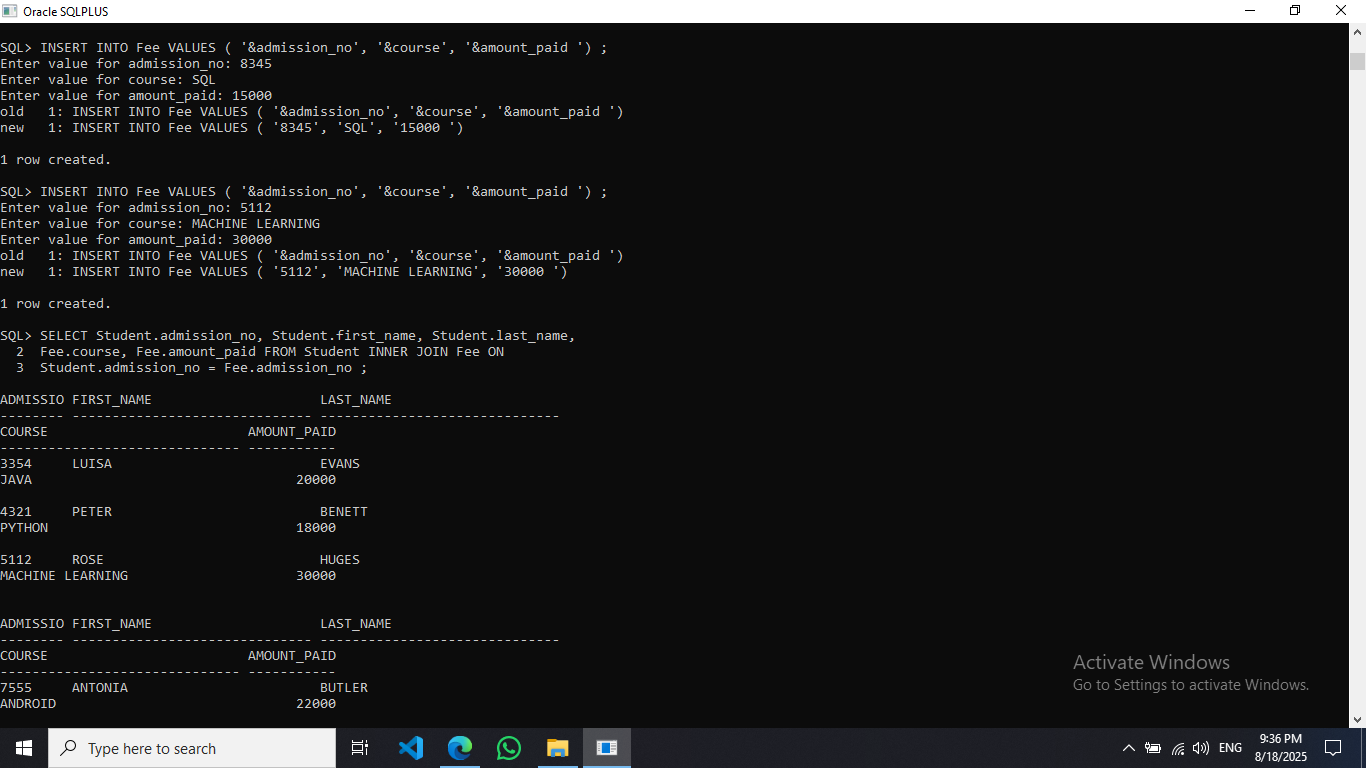 Oracle SQLPLUS
SQL> INSERT INTO Fee VALUES ( '&admission_no', '&course', '&amount_paid ') ;
Enter value for admission_no: 8345
Enter value for course: SQL
Enter value for amount_paid: 15000
old   1: INSERT INTO Fee VALUES ( '&admission_no', '&course', '&amount_paid ')
new   1: INSERT INTO Fee VALUES ( '8345', 'SQL', '15000 ')
1 row created.
SQL> INSERT INTO Fee VALUES ( '&admission_no', '&course', '&amount_paid ') ;
Enter value for admission_no: 5112
Enter value for course: MACHINE LEARNING
Enter value for amount_paid: 30000
old   1: INSERT INTO Fee VALUES ( '&admission_no', '&course', '&amount_paid ')
new   1: INSERT INTO Fee VALUES ( '5112', 'MACHINE LEARNING', '30000 ')
1 row created.
SQL> SELECT Student.admission_no, Student.first_name, Student.last_name,
  2  Fee.course, Fee.amount_paid FROM Student INNER JOIN Fee ON
  3  Student.admission_no = Fee.admission_no ;
ADMISSIO FIRST_NAME                     LAST_NAME
-------- ------------------------------ ------------------------------
COURSE                         AMOUNT_PAID
------------------------------ -----------
3354     LUISA                          EVANS
JAVA                                 20000
4321     PETER                          BENETT
PYTHON                               18000
5112     ROSE                           HUGES
MACHINE LEARNING                     30000
ADMISSIO FIRST_NAME                     LAST_NAME
-------- ------------------------------ ------------------------------
COURSE                         AMOUNT_PAID
------------------------------ -----------
7555     ANTONIA                        BUTLER
ANDROID                              22000
Activate Windows
Go to Settings to activate Windows.
Type here to search
ENG
9:36 PM
8/18/2025